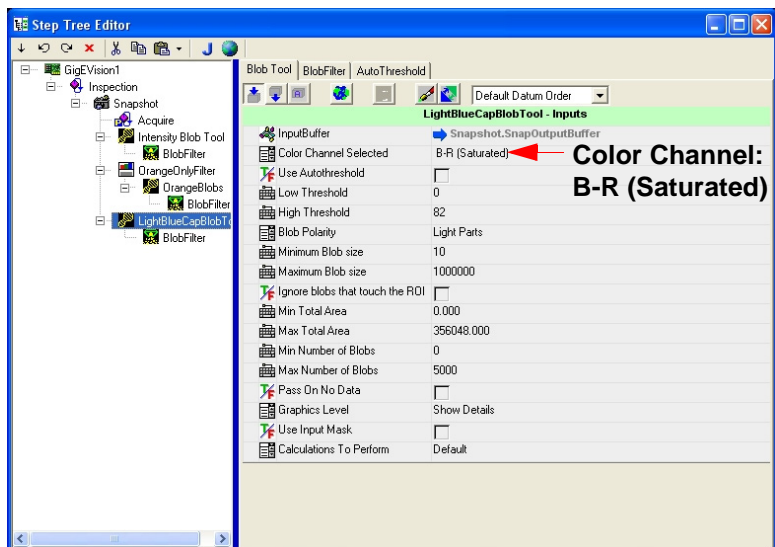 Step Tree Editor
GigEVision1
Inspection
Snapshot
Acquire
Intensity Blob Tool
BlobFilter
OrangeOnlyFilter
OrangeBlobs
BlobFilter
LightBlueCapBlobT
BlobFilter
Blob Tool BlobFilter AutoThreshold
Default Datum Order
LightBlueCapBlobTool - Inputs
InputBuffer Snapshot.SnapOutputBuffer
Color Channel Selected B-R (Saturated)
Use Autothreshold
Low Threshold 0
High Threshold 82
Blob Polarity Light Parts
Minimum Blob size 10
Maximum Blob size 1000000
Ignore blobs that touch the ROI
Min Total Area 0.000
Max Total Area 356048.000
Min Number of Blobs 0
Max Number of Blobs 5000
Pass On No Data
Graphics Level Show Details
Use Input Mask
Calculations To Perform Default
Color Channel:
B-R (Saturated)